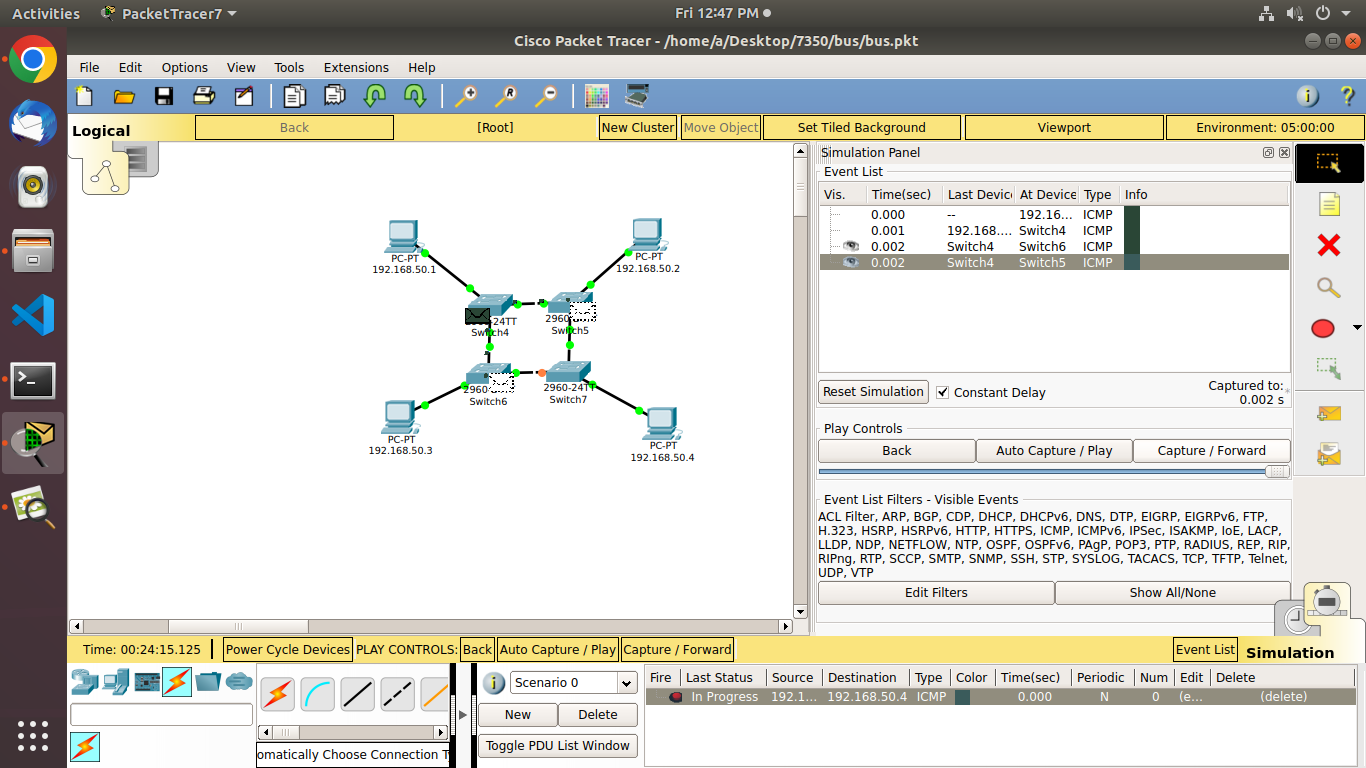 Activities PacketTracer7 Fri 12:47 PM
Cisco Packet Tracer - /home/a/Desktop/7350/bus/bus.pkt
File Edit Options View Tools Extensions Help
Logical Back [Root] New Cluster Move Object Set Tiled Background Viewport Environment: 05:00:00
PC-PT
192.168.50.1
PC-PT
192.168.50.2
24TT
Switch4
2960
Switch5
2960
Switch6
2960-24TT
Switch7
PC-PT
192.168.50.3
PC-PT
192.168.50.4
Simulation Panel
Event List
Vis. Time(sec) Last Devic At Device Type Info
0.000 -- 192.16... ICMP
0.001 192.168.... Switch4 ICMP
0.002 Switch4 Switch6 ICMP
0.002 Switch4 Switch5 ICMP
Reset Simulation Constant Delay Captured to:
0.002 s
Play Controls
Back Auto Capture / Play Capture / Forward
Event List Filters - Visible Events
ACL Filter, ARP, BGP, CDP, DHCP, DHCPv6, DNS, DTP, EIGRP, EIGRPv6, FTP,
H.323, HSRP, HSRPv6, HTTP, HTTPS, ICMP, ICMPv6, IPSec, ISAKMP, IoE, LACP,
LLDP, NDP, NETFLOW, NTP, OSPF, OSPFv6, PAgP, POP3, PTP, RADIUS, REP, RIP,
RIPng, RTP, SCCP, SMTP, SNMP, SSH, STP, SYSLOG, TACACS, TCP, TFTP, Telnet,
UDP, VTP
Edit Filters Show All/None
Time: 00:24:15.125 Power Cycle Devices PLAY CONTROLS: Back Auto Capture / Play Capture / Forward Event List Simulation
Scenario 0
New Delete
Toggle PDU List Window
omatically Choose Connection T
Fire Last Status Source Destination Type Color Time(sec) Periodic Num Edit Delete
In Progress 192.1... 192.168.50.4 ICMP 0.000 N 0 (e... (delete)